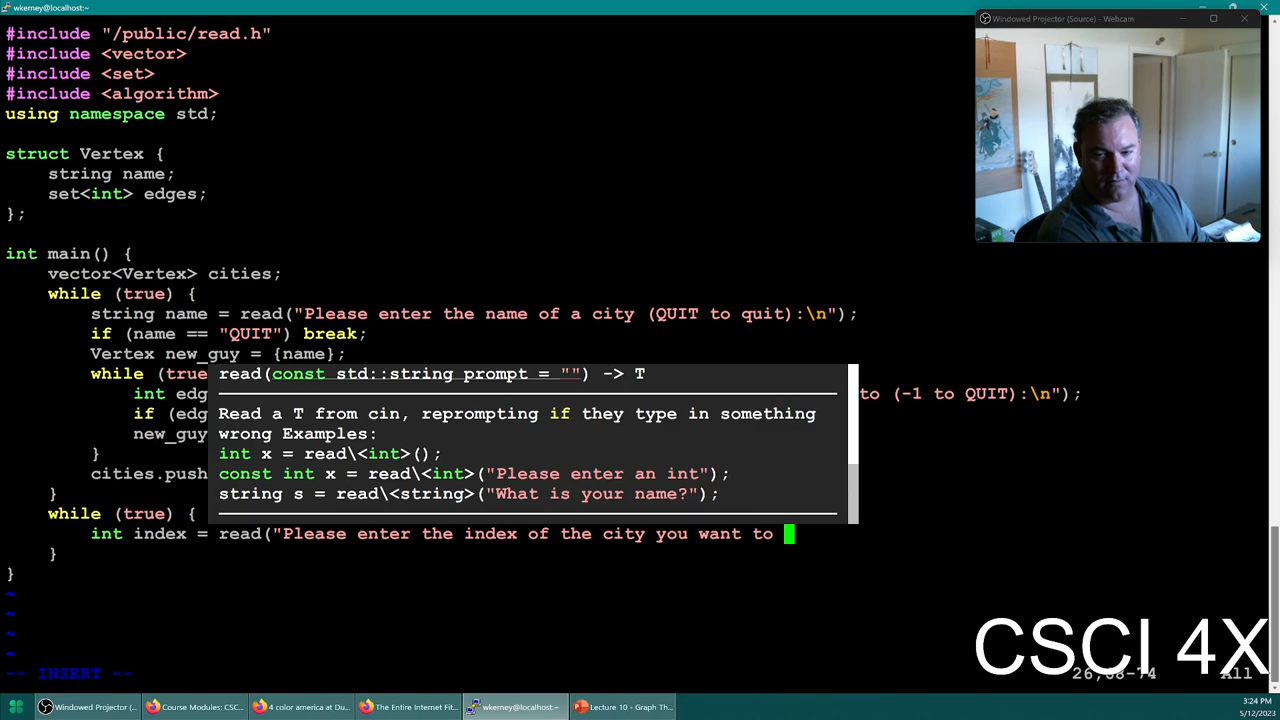 wkerney@localhost:~
#include "/public/read.h"
#include <vector>
#include <set>
#include <algorithm>
using namespace std;
struct Vertex {
string name;
set<int> edges;
};
int main() {
vector<Vertex> cities;
while (true) {
string name = read("Please enter the name of a city (QUIT to quit):\n");
if (name == "QUIT") break;
Vertex new_guy = {name};
while (true
read(const std::string prompt = "") -> T
int edg
to (-1 to QUIT):\n");
if (edg
Read a T from cin, reprompting if they type in something
new_guy
wrong Examples:
}
int x = read\<int>();
cities.push
const int x = read\<int>("Please enter an int");
}
string s = read\<string>("What is your name?");
while (true) {
int index = read("Please enter the index of the city you want to
}
}
~
~
~
~
-- INSERT --
26,68-74
All
Windowed Projector (Source) - Webcam
CSCI 4X
Windowed Projector (...
Course Modules: CSC...
4 color america at Du...
The Entire Internet Fit...
wkerney@localhost:~
Lecture 10 - Graph Th...
3:24 PM
5/12/2023